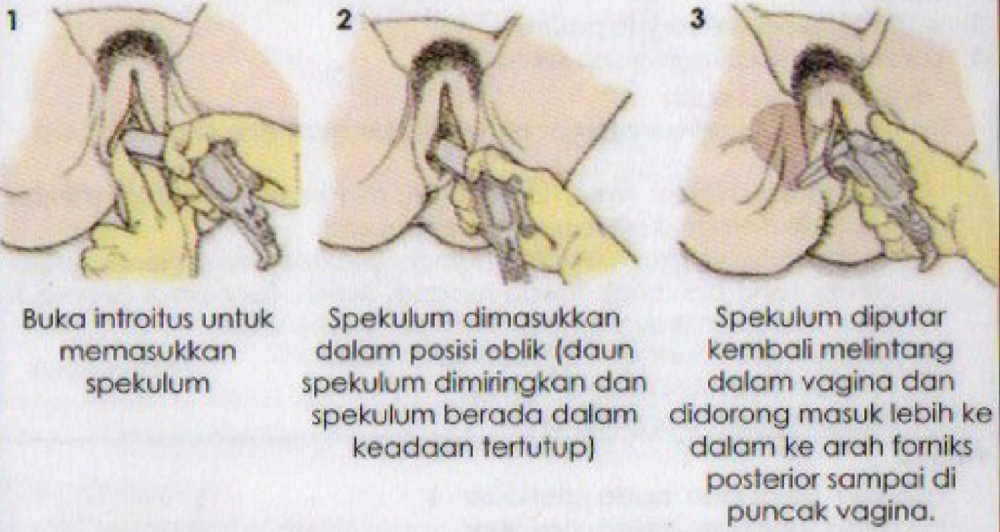 1
Buka introitus untuk
memasukkan
spekulum
2
Spekulum dimasukkan
dalam posisi oblik (daun
spekulum dimiringkan dan
spekulum berada dalam
keadaan tertutup)
3
Spekulum diputar
kembali melintang
dalam vagina dan
didorong masuk lebih ke
dalam ke arah forniks
posterior sampai di
puncak vagina.